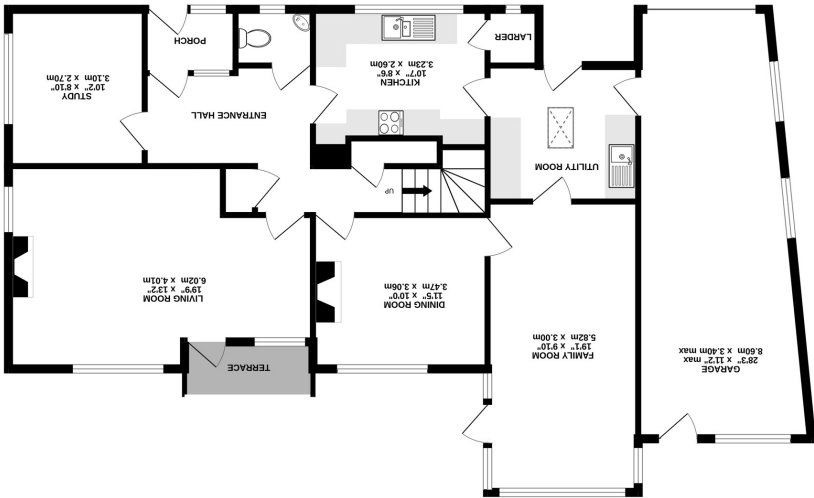 GARAGE
28'3" x 11'2" max
8.60m x 3.40m max
FAMILY ROOM
19'1" x 9'10"
5.82m x 3.00m
TERRACE
DINING ROOM
11'5" x 10'0"
3.47m x 3.06m
LIVING ROOM
19'9" x 13'2"
6.02m x 4.01m
UP
UTILITY ROOM
ENTRANCE HALL
STUDY
10'2" x 8'10"
3.10m x 2.70m
KITCHEN
10'7" x 8'6"
3.23m x 2.60m
LARDER
PORCH